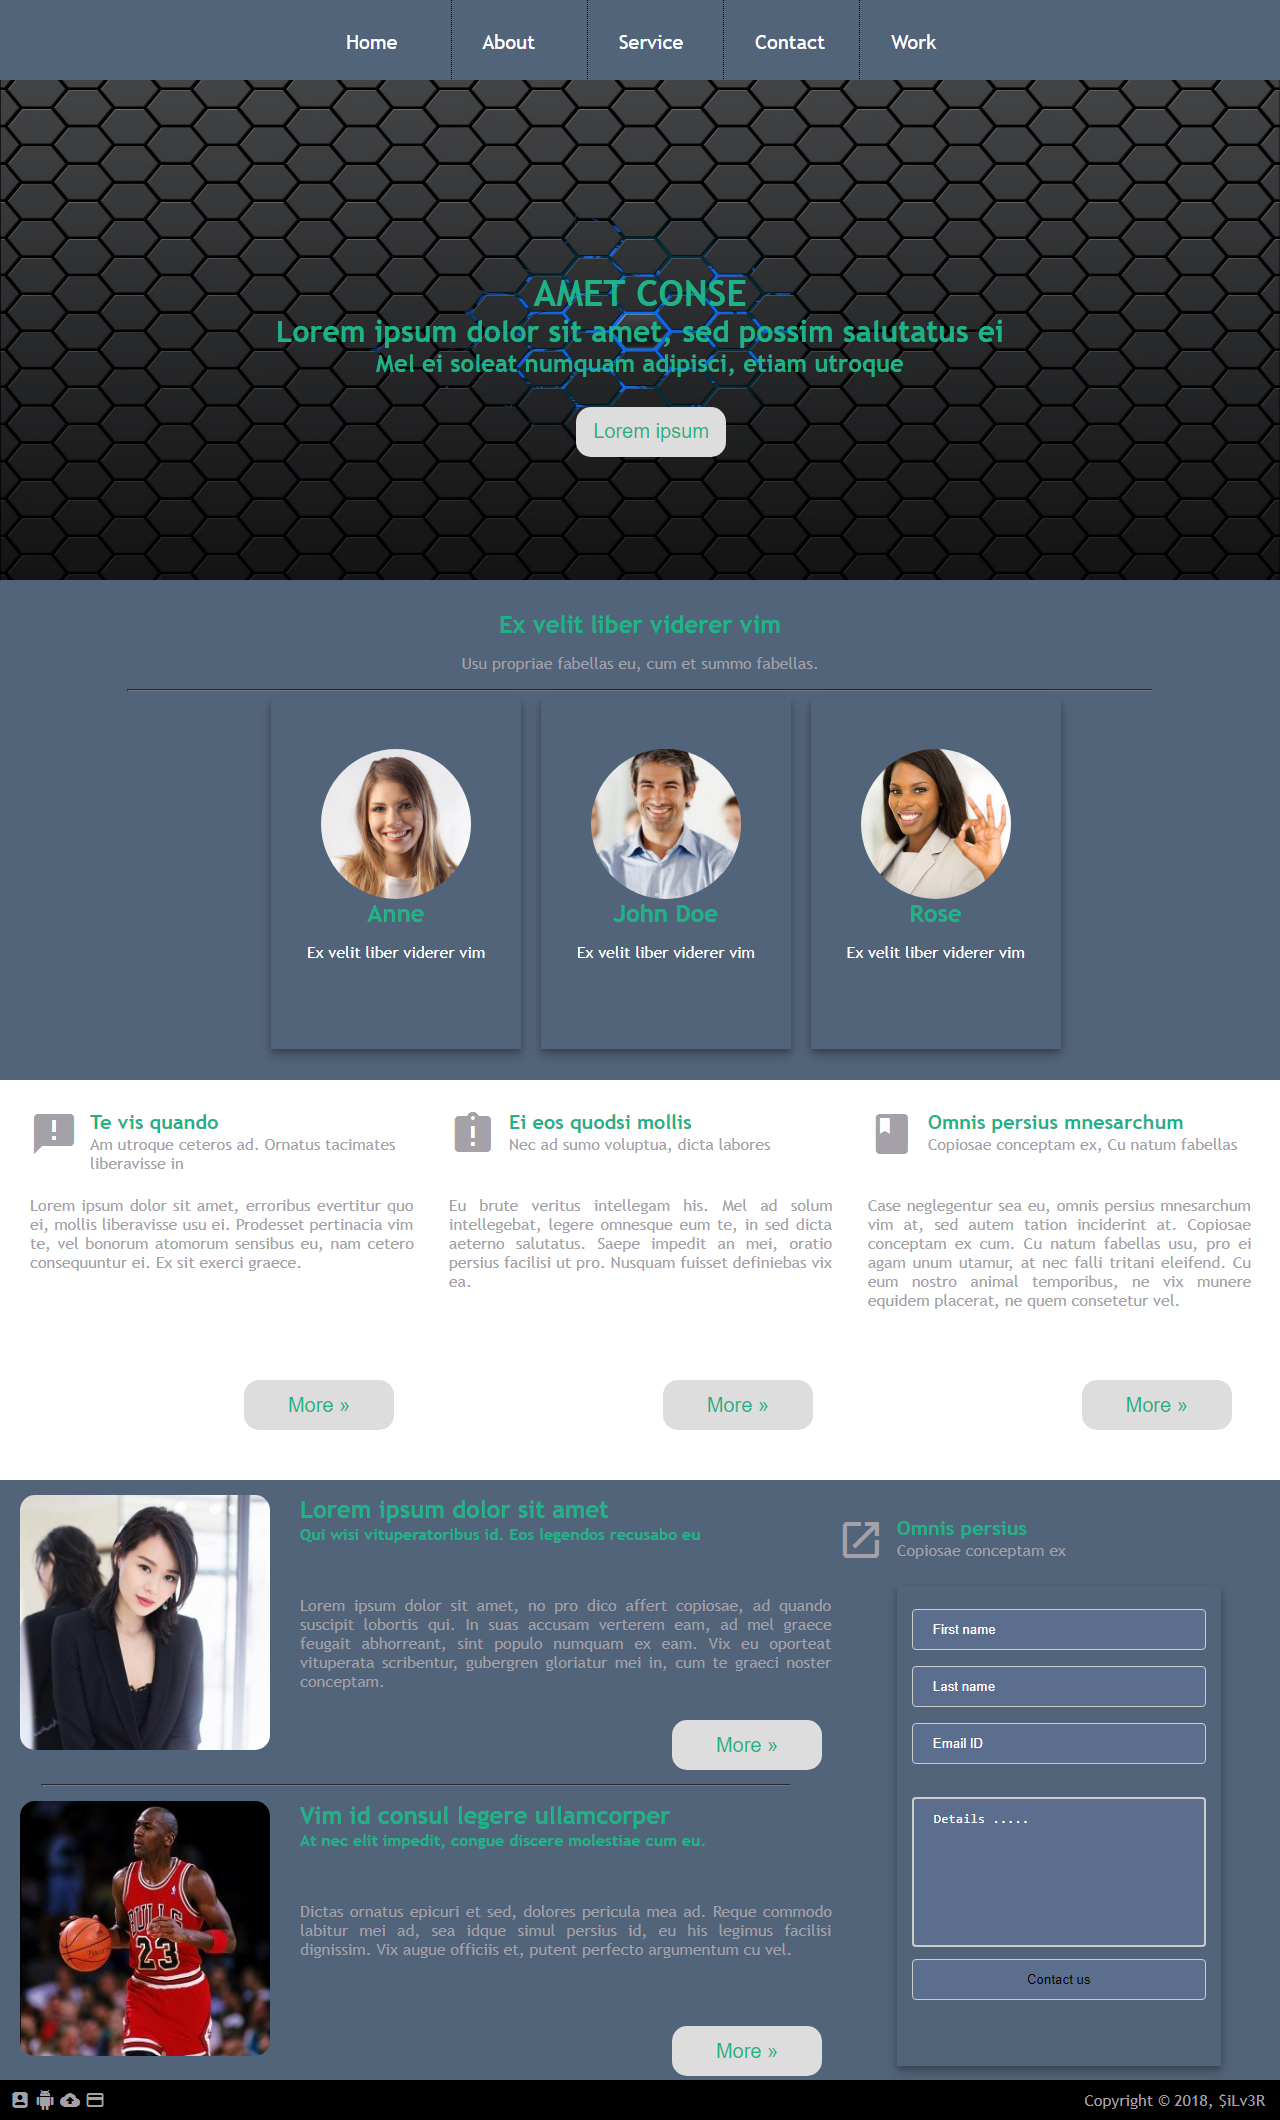 Home About Service Contact Work
AMET CONSE
Lorem ipsum dolor sit amet, sed possim salutatus ei
Mel ei soleat numquam adipisci, etiam utroque
Lorem ipsum
Ex velit liber viderer vim
Usu propriae fabellas eu, cum et summo fabellas.
Anne
Ex velit liber viderer vim
John Doe
Ex velit liber viderer vim
Rose
Ex velit liber viderer vim
Te vis quando
Am utroque ceteros ad. Ornatus tacimates
liberavisse in
Lorem ipsum dolor sit amet, erroribus evertitur quo
ei, mollis liberavisse usu ei. Prodesset pertinacia vim
te, vel bonorum atomorum sensibus eu, nam cetero
consequuntur ei. Ex sit exerci graece.
More »
Ei eos quodsi mollis
Nec ad sumo voluptua, dicta labores
Eu brute veritus intellegam his. Mel ad solum
intellegebat, legere omnesque eum te, in sed dicta
aeterno salutatus. Saepe impedit an mei, oratio
persius facilisi ut pro. Nusquam fuisset definiebas vix
ea.
More »
Omnis persius mnesarchum
Copiosae conceptam ex, Cu natum fabellas
Case neglegentur sea eu, omnis persius mnesarchum
vim at, sed autem tation inciderint at. Copiosae
conceptam ex cum. Cu natum fabellas usu, pro ei
agam unum utamur, at nec falli tritani eleifend. Cu
eum nostro animal temporibus, ne vix munere
equidem placerat, ne quem consetetur vel.
More »
Lorem ipsum dolor sit amet
Qui wisi vituperatoribus id. Eos legendos recusabo eu
Lorem ipsum dolor sit amet, no pro dico affert copiosae, ad quando
suscipit lobortis qui. In suas accusam verterem eam, ad mel graece
feugait abhorreant, sint populo numquam ex eam. Vix eu oporteat
vituperata scribentur, gubergren gloriatur mei in, cum te graeci noster
conceptam.
More »
BULLS
23
Vim id consul legere ullamcorper
At nec elit impedit, congue discere molestiae cum eu.
Dictas ornatus epicuri et sed, dolores pericula mea ad. Reque commodo
labitur mei ad, sea idque simul persius id, eu his legimus facilisi
dignissim. Vix augue officiis et, putent perfecto argumentum cu vel.
More »
Omnis persius
Copiosae conceptam ex
First name
Last name
Email ID
Details .....
Contact us
Copyright © 2018, $iLv3R